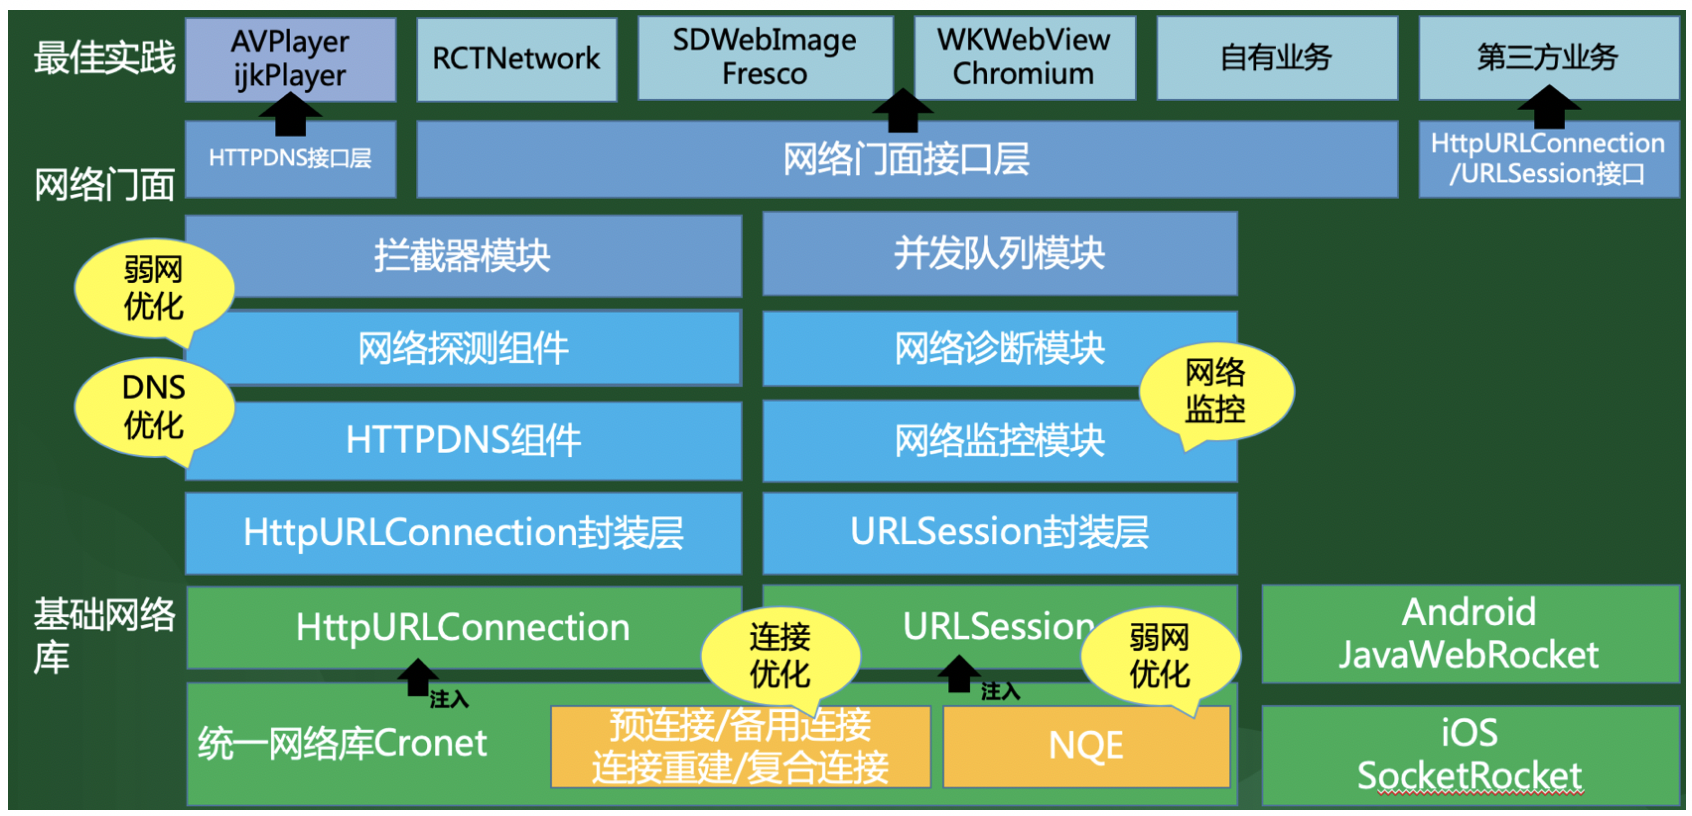 最佳实践
AVPlayer
ijkPlayer
RCTNetwork
SDWebImage
Fresco
WKWebView
Chromium
自有业务
第三方业务
网络门面
HTTPDNS接口层
网络门面接口层
HttpURLConnection
/URLSession接口
拦截器模块
并发队列模块
弱网
优化
网络探测组件
网络诊断模块
网络
监控
DNS
优化
HTTPDNS组件
网络监控模块
HttpURLConnection封装层
URLSession封装层
基础网络
库
HttpURLConnection
连接
优化
URLSession
弱网
优化
Android
JavaWebRocket
注入
注入
统一网络库Cronet
预连接/备用连接
连接重建/复合连接
NQE
iOS
SocketRocket